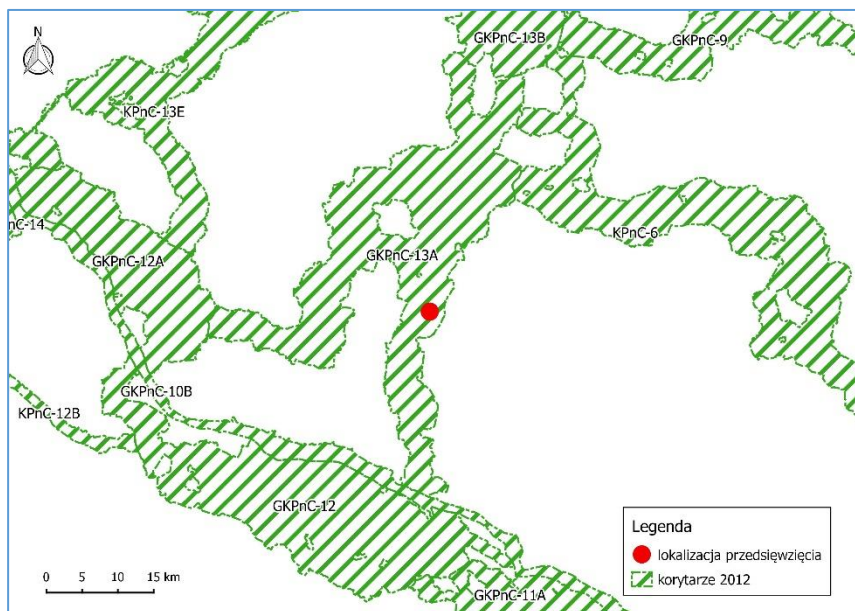 N
GKPnC-13B
GKPnC-9
KPnC-13E
nC-14
KPnC-6
GKPnC-12A
GKPnC-13A
GKPnC-10B
KPnC-12B
GKPnC-12
GKPnC-11A
Legenda
lokalizacja przedsięwzięcia
korytarze 2012
0 5 10 15 km